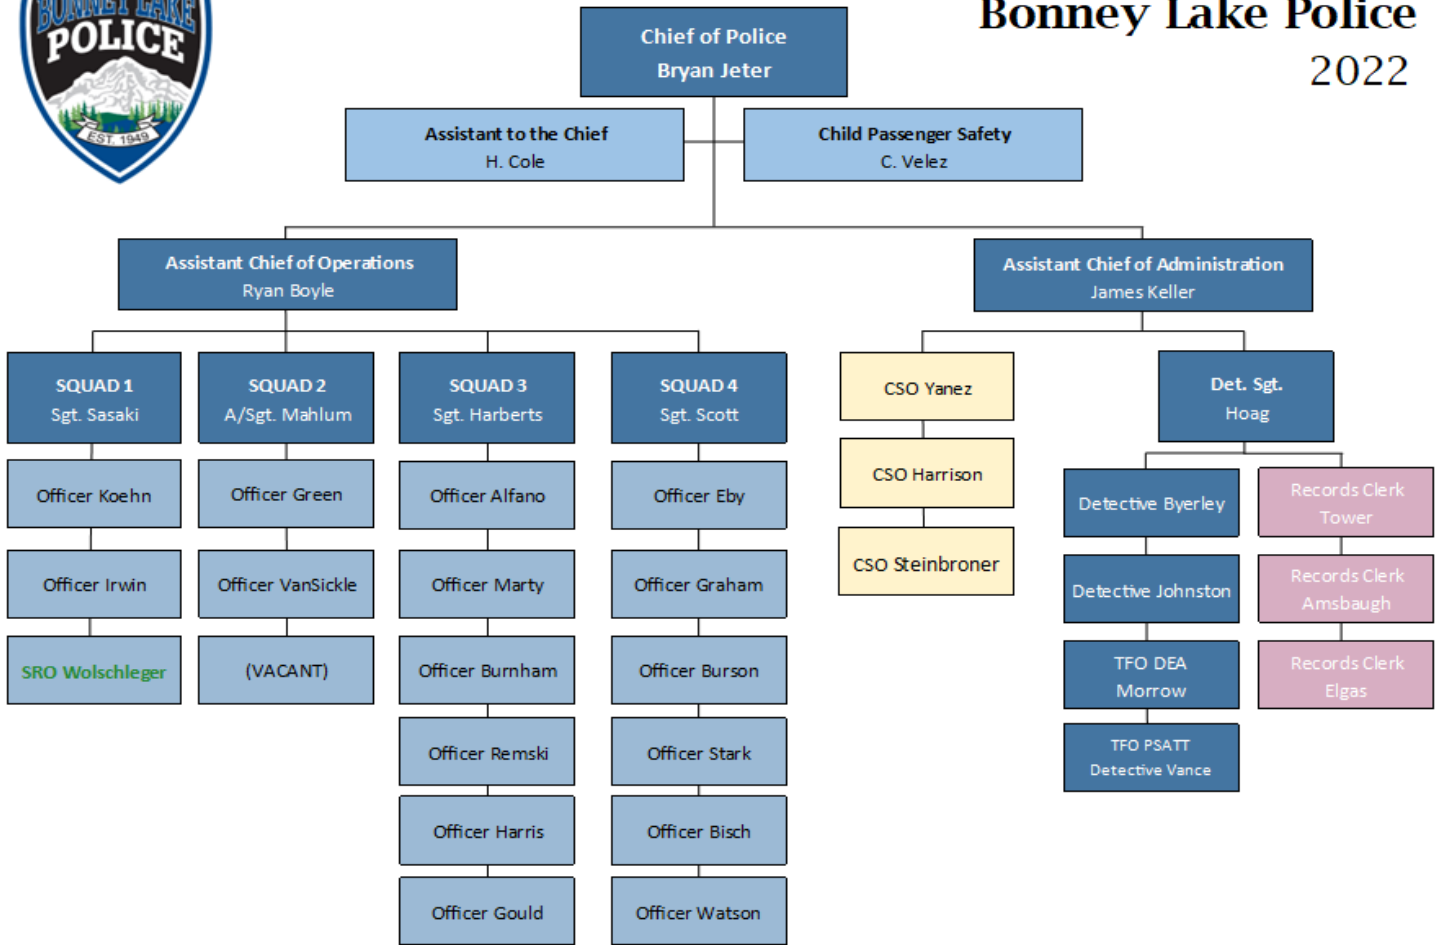 BONNEY LAKE
POLICE
EST. 1949
Bonney Lake Police
2022
Chief of Police
Bryan Jeter
Assistant to the Chief
H. Cole
Child Passenger Safety
C. Velez
Assistant Chief of Operations
Ryan Boyle
Assistant Chief of Administration
James Keller
SQUAD 1
Sgt. Sasaki
Officer Koehn
Officer Irwin
SRO Wolschleger
SQUAD 2
A/Sgt. Mahlum
Officer Green
Officer VanSickle
(VACANT)
SQUAD 3
Sgt. Harberts
Officer Alfano
Officer Marty
Officer Burnham
Officer Remski
Officer Harris
Officer Gould
SQUAD 4
Sgt. Scott
Officer Eby
Officer Graham
Officer Burson
Officer Stark
Officer Bisch
Officer Watson
CSO Yanez
CSO Harrison
CSO Steinbroner
Det. Sgt.
Hoag
Detective Byerley
Detective Johnston
TFO DEA
Morrow
TFO PSATT
Detective Vance
Records Clerk
Tower
Records Clerk
Amsbaugh
Records Clerk
Elgas